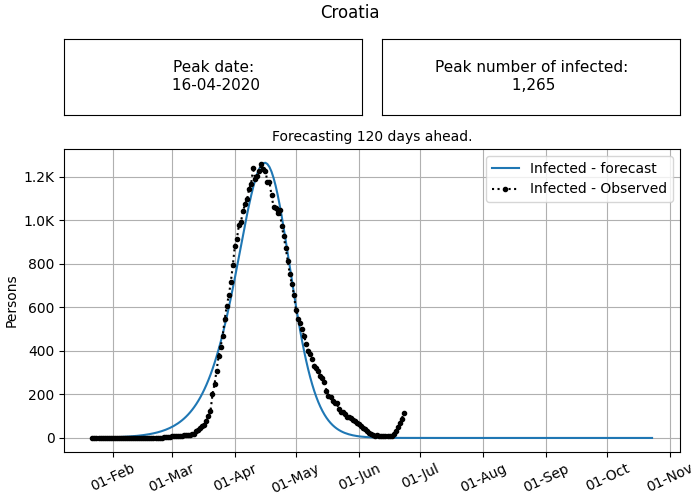 Croatia
Peak date:
16-04-2020
Peak number of infected:
1,265
Forecasting 120 days ahead.
Infected - forecast
Infected - Observed
1.2K
1.0K
800
600
400
200
0
Persons
01-Feb
01-Mar
01-Apr
01-May
01-Jun
01-Jul
01-Aug
01-Sep
01-Oct
01-Nov